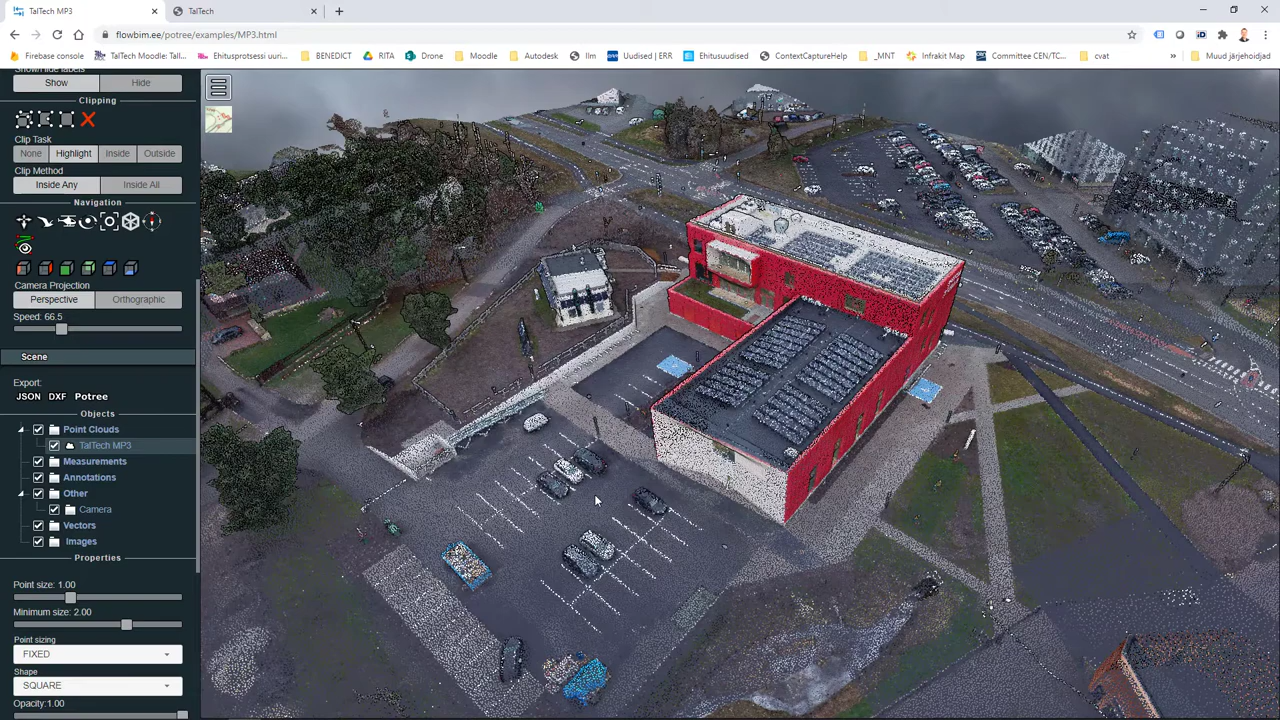 TalTech MP3
TalTech
flowbim.ee/potree/examples/MP3.html
Firebase console
TalTech Moodle: Tall...
Ehitusprotsessi uuri...
BENEDICT
RITA
Drone
Moodle
Autodesk
llm
Uudised | ERR
Ehitusuudised
ContextCaptureHelp
_MNT
Infrakit Map
Committee CEN/TC...
cvat
Muud järjehoidjad
Show/Hide labels
Show Hide
Clipping
Clip Task
None Highlight Inside Outside
Clip Method
Inside Any Inside All
Navigation
Camera Projection
Perspective Orthographic
Speed: 66.5
Scene
Export:
JSON DXF Potree
Objects
Point Clouds
TalTech MP3
Measurements
Annotations
Other
Camera
Vectors
Images
Properties
Point size: 1.00
Minimum size: 2.00
Point sizing
FIXED
Shape
SQUARE
Opacity:1.00